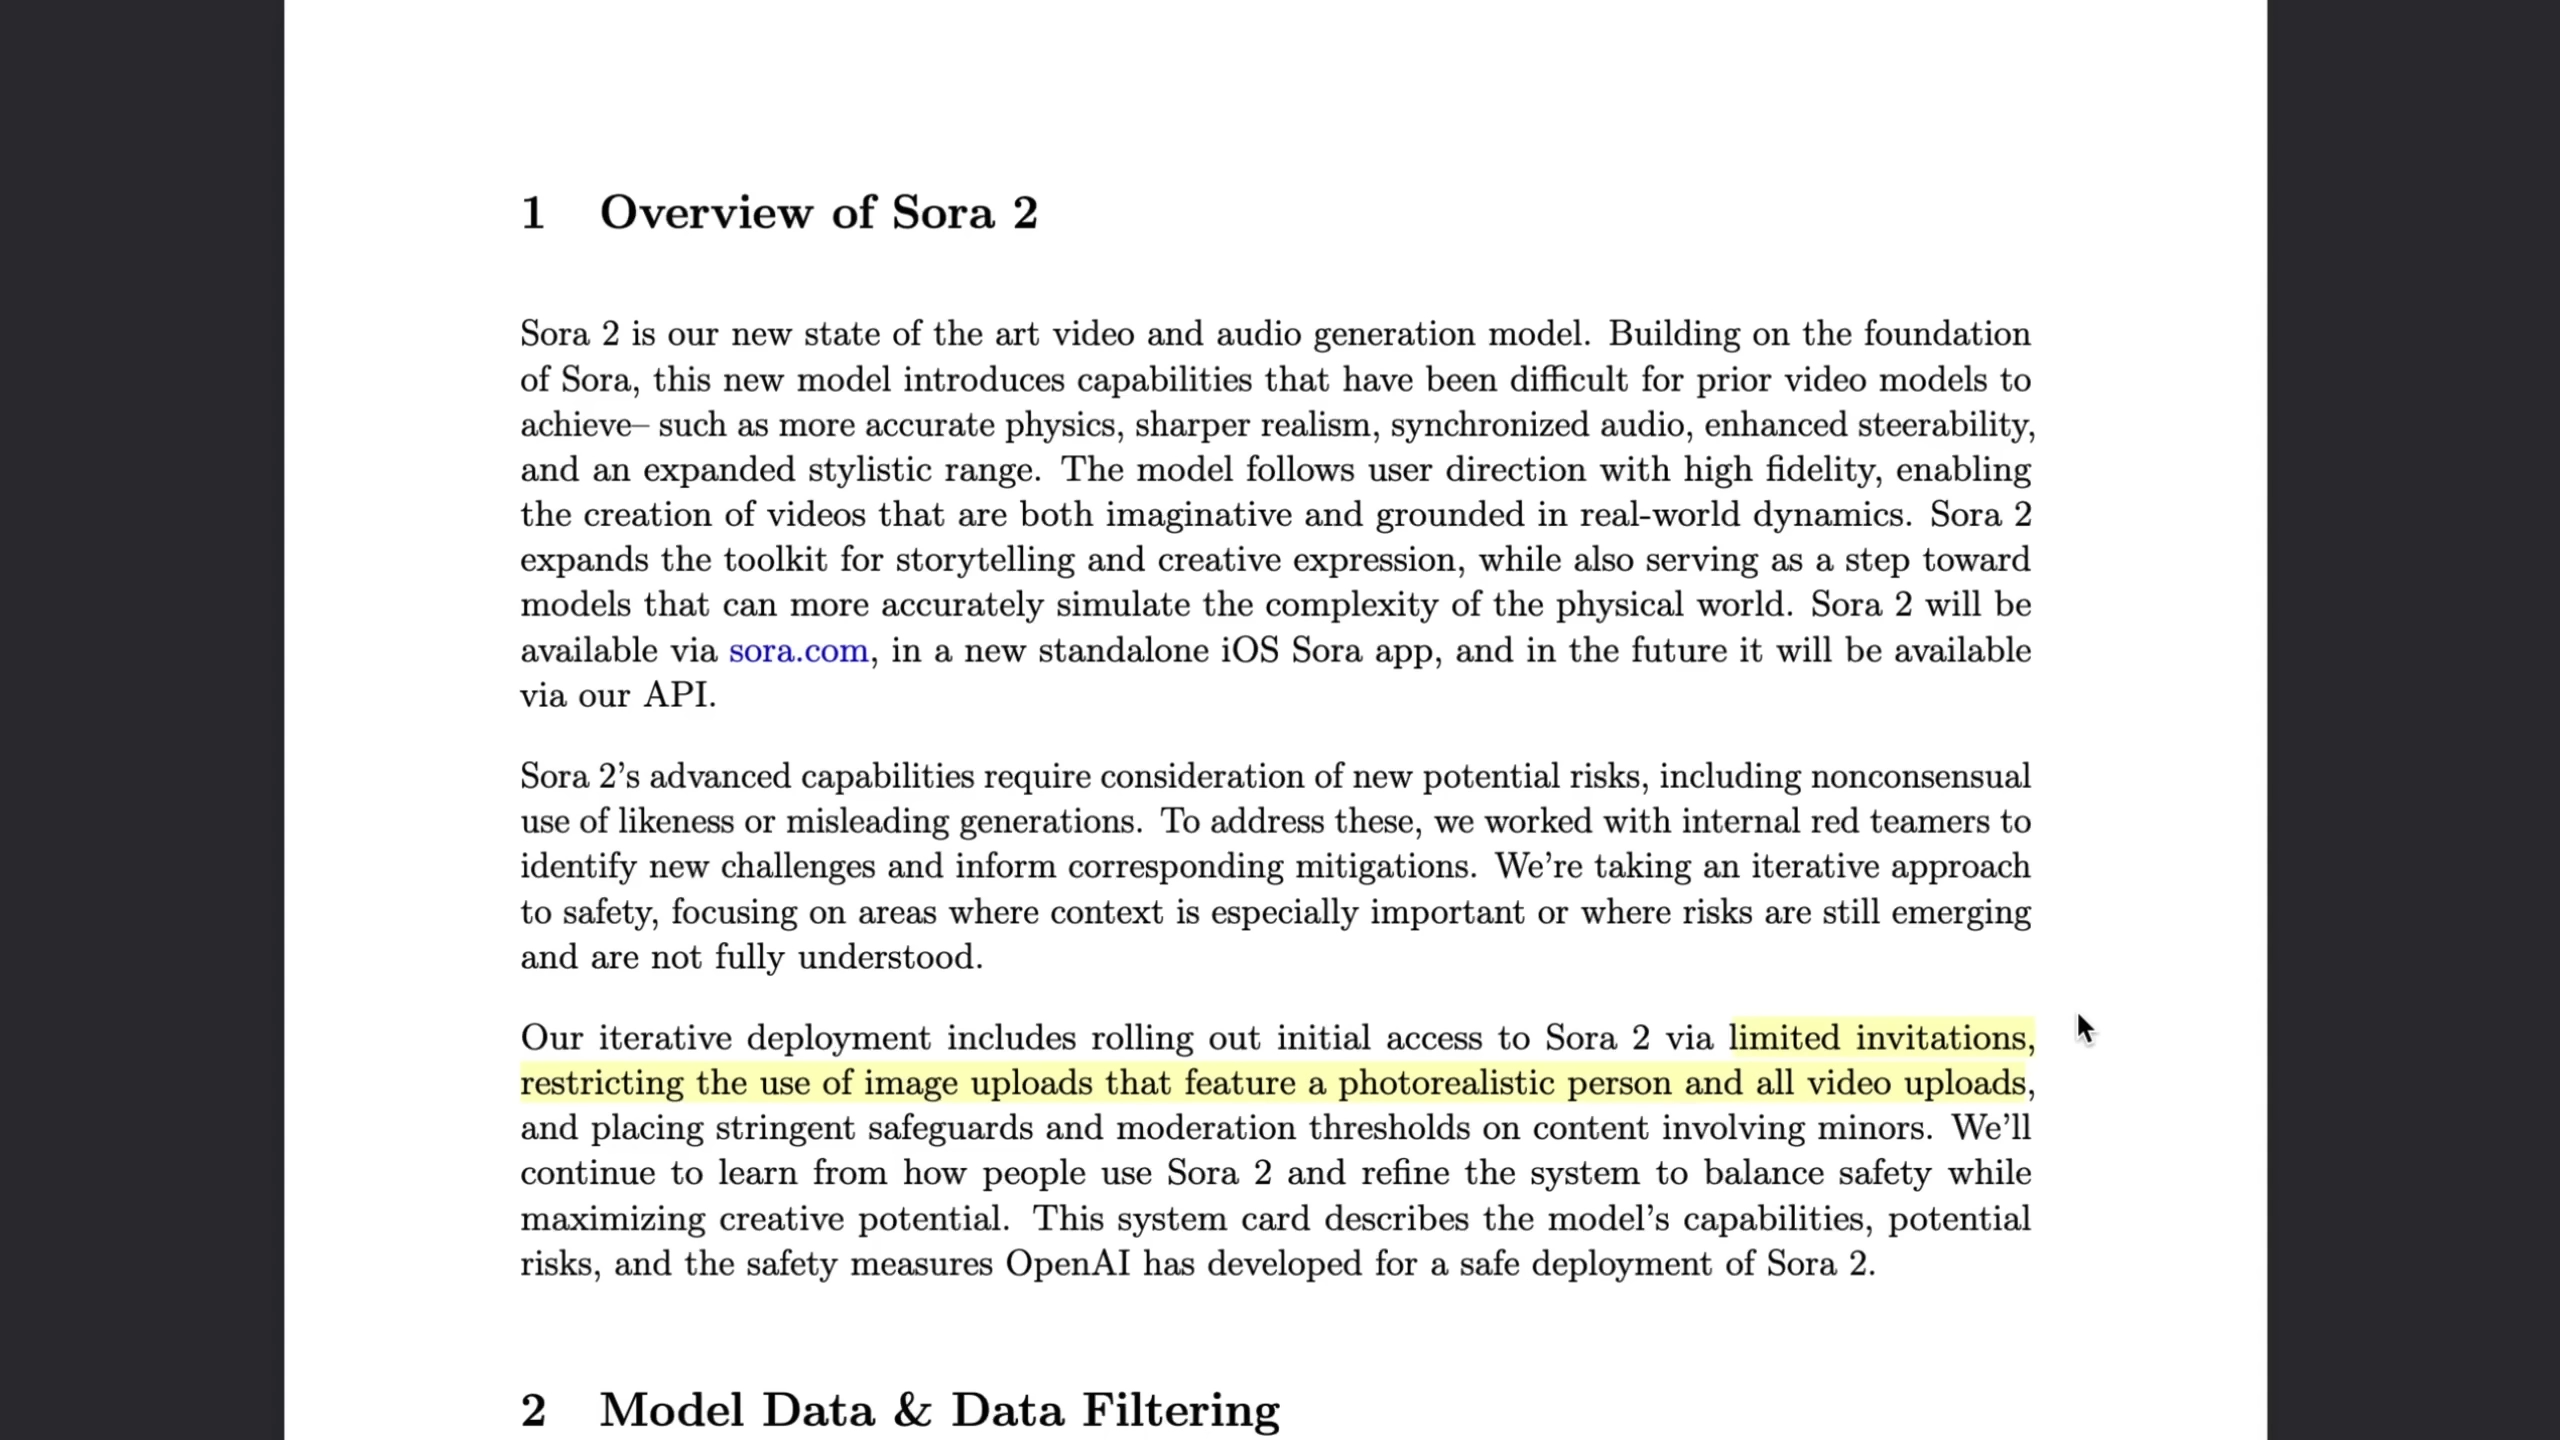 1 Overview of Sora 2
Sora 2 is our new state of the art video and audio generation model. Building on the foundation
of Sora, this new model introduces capabilities that have been difficult for prior video models to
achieve– such as more accurate physics, sharper realism, synchronized audio, enhanced steerability,
and an expanded stylistic range. The model follows user direction with high fidelity, enabling
the creation of videos that are both imaginative and grounded in real-world dynamics. Sora 2
expands the toolkit for storytelling and creative expression, while also serving as a step toward
models that can more accurately simulate the complexity of the physical world. Sora 2 will be
available via sora.com, in a new standalone iOS Sora app, and in the future it will be available
via our API.
Sora 2’s advanced capabilities require consideration of new potential risks, including nonconsensual
use of likeness or misleading generations. To address these, we worked with internal red teamers to
identify new challenges and inform corresponding mitigations. We’re taking an iterative approach
to safety, focusing on areas where context is especially important or where risks are still emerging
and are not fully understood.
Our iterative deployment includes rolling out initial access to Sora 2 via limited invitations,
restricting the use of image uploads that feature a photorealistic person and all video uploads,
and placing stringent safeguards and moderation thresholds on content involving minors. We’ll
continue to learn from how people use Sora 2 and refine the system to balance safety while
maximizing creative potential. This system card describes the model’s capabilities, potential
risks, and the safety measures OpenAI has developed for a safe deployment of Sora 2.
2 Model Data & Data Filtering